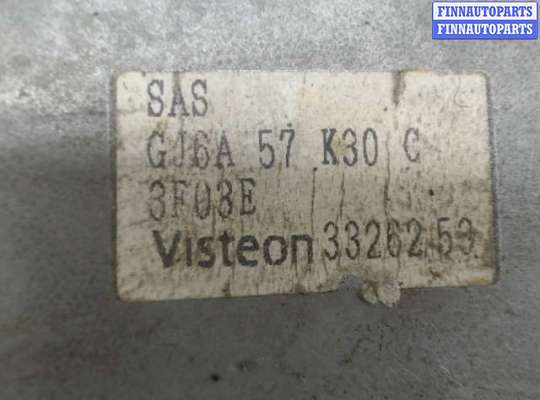 FINNAUTOPARTS
FINNAUTOPARTS
SAS
GJ6A 57 K30 C
3F03E
Visteon 33262 53